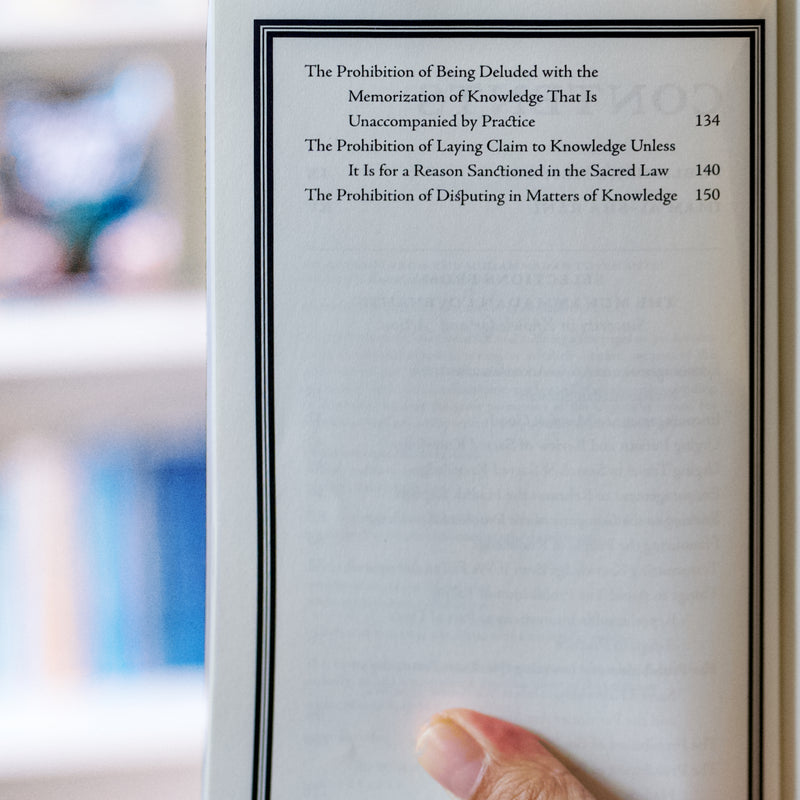 The Prohibition of Being Deluded with the
Memorization of Knowledge That Is
Unaccompanied by Practice 134
The Prohibition of Laying Claim to Knowledge Unless
It Is for a Reason Sanctioned in the Sacred Law 140
The Prohibition of Disputing in Matters of Knowledge 150